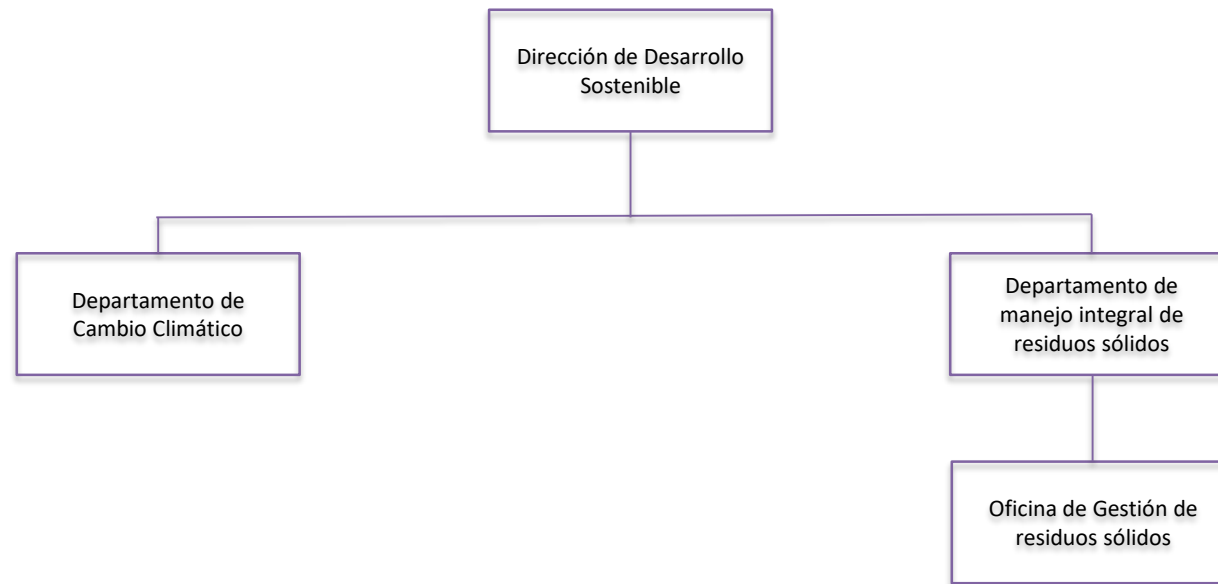 Dirección de Desarrollo
Sostenible
Departamento de
Cambio Climático
Departamento de
manejo integral de
residuos sólidos
Oficina de Gestión de
residuos sólidos